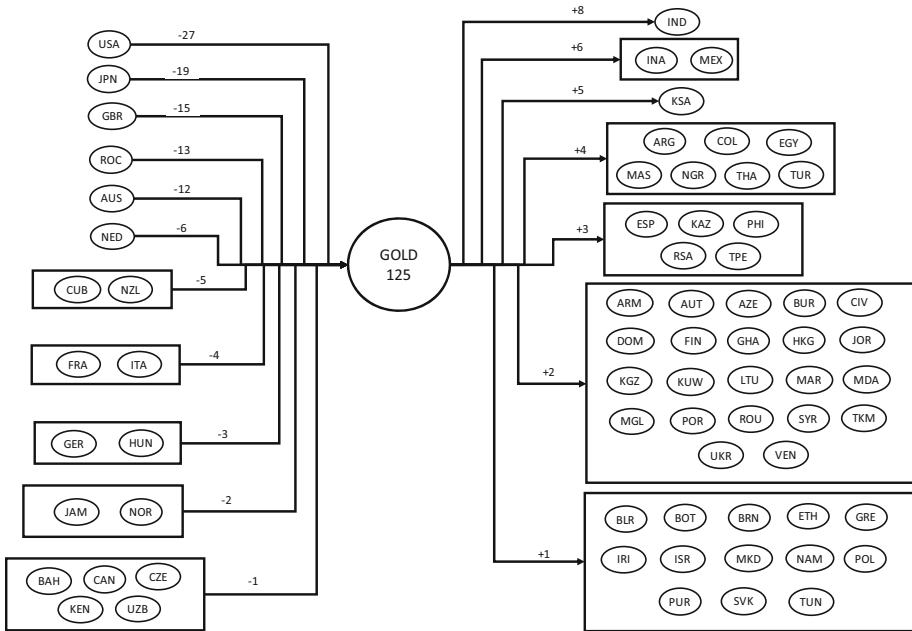 USA
-27
JPN
-19
GBR
-15
ROC
-13
AUS
-12
NED
-6
CUB NZL
-5
FRA ITA
-4
GER HUN
-3
JAM NOR
-2
BAH CAN CZE
KEN UZB
-1
GOLD
125
+8
IND
+6
INA MEX
+5
KSA
+4
ARG COL EGY
MAS NGR THA TUR
+3
ESP KAZ PHI
RSA TPE
+2
ARM AUT AZE BUR CIV
DOM FIN GHA HKG JOR
KGZ KUW LTU MAR MDA
MGL POR ROU SYR TKM
UKR VEN
+1
BLR BOT BRN ETH GRE
IRI ISR MKD NAM POL
PUR SVK TUN